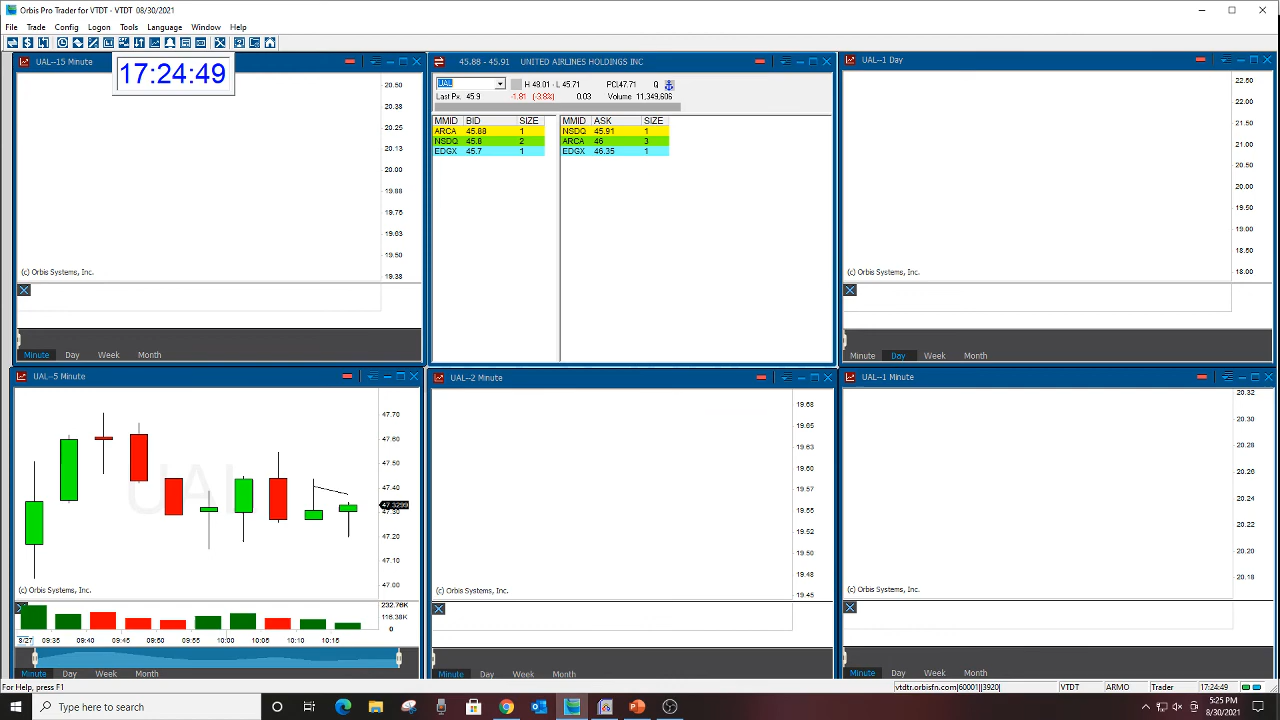 Orbis Pro Trader for VTDT - VTDT 08/30/2021
File Trade Config Logon Tools Language Window Help
17:24:49
UAL--15 Minute
20.50
20.38
20.25
20.13
20.00
19.88
19.75
19.63
19.50
19.38
(c) Orbis Systems, Inc.
Minute Day Week Month
45.88 - 45.91 UNITED AIRLINES HOLDINGS INC
UAL H 48.01 - L 45.71 PCL47.71 Q
Last Px. 45.9 -1.81 (-3.8%) 0.03 Volume 11,349,606
MMID BID SIZE MMID ASK SIZE
ARCA 45.88 1 NSDQ 45.91 1
NSDQ 45.8 2 ARCA 46 3
EDGX 45.7 1 EDGX 46.35 1
UAL--1 Day
22.50
22.00
21.50
21.00
20.50
20.00
19.50
19.00
18.50
18.00
(c) Orbis Systems, Inc.
Minute Day Week Month
UAL--5 Minute
UAL
47.70
47.60
47.50
47.40
47.3299
47.30
47.20
47.10
47.00
(c) Orbis Systems, Inc.
232.76K
116.38K
0
8/27 09:35 09:40 09:45 09:50 09:55 10:00 10:05 10:10 10:15
Minute Day Week Month
UAL--2 Minute
19.68
19.65
19.63
19.60
19.57
19.55
19.52
19.50
19.48
19.45
(c) Orbis Systems, Inc.
Minute Day Week Month
UAL--1 Minute
20.32
20.30
20.28
20.26
20.24
20.22
20.20
20.18
(c) Orbis Systems, Inc.
Minute Day Week Month
For Help, press F1
vtdtr.orbisfn.com|60001||3920| VTDT ARMO Trader 17:24:49
Type here to search
5:25 PM
8/30/2021